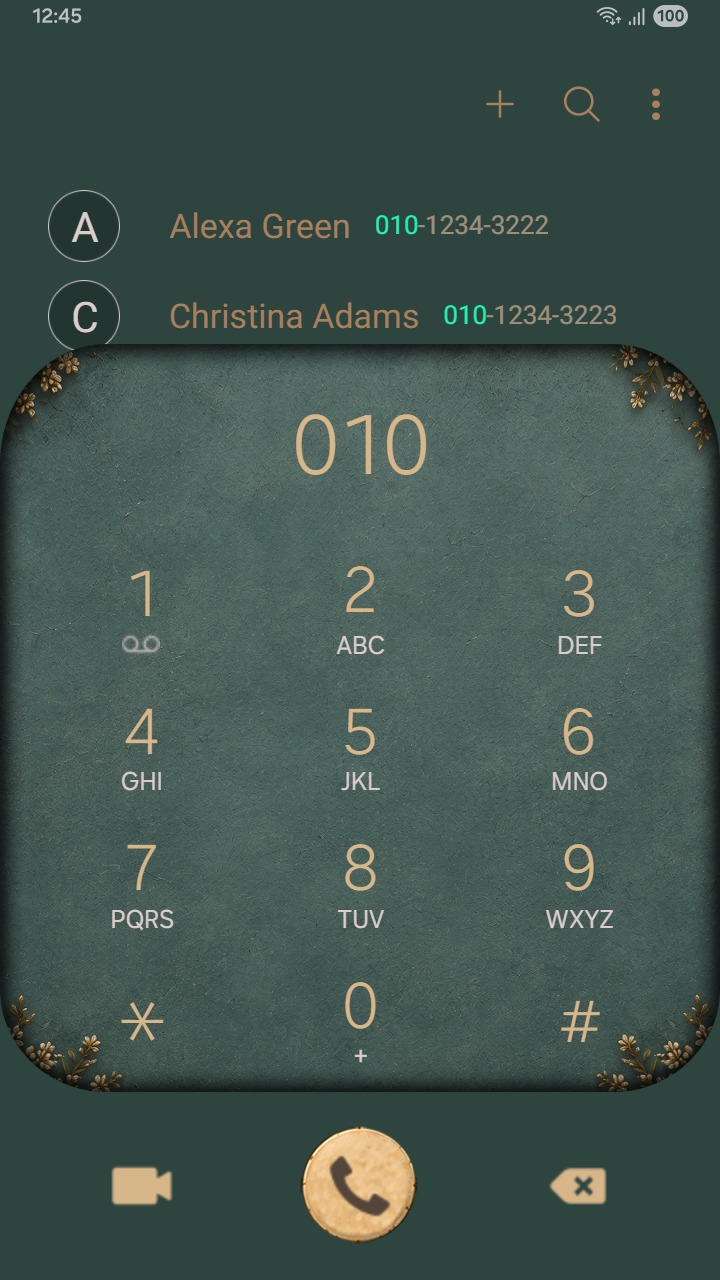 12:45 100
A Alexa Green 010-1234-3222
C Christina Adams 010-1234-3223
010
1 2 3
ABC DEF
4 5 6
GHI JKL MNO
7 8 9
PQRS TUV WXYZ
* 0 #
+